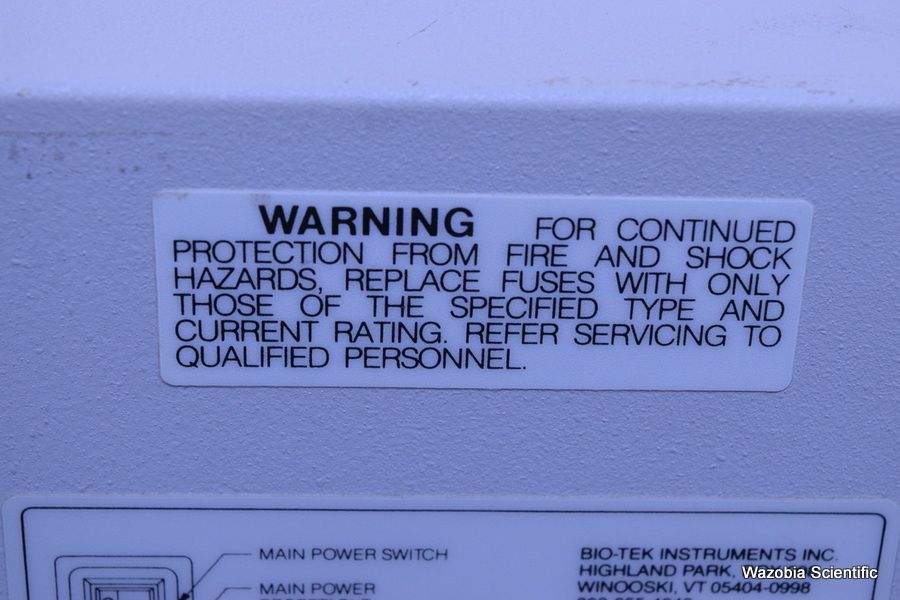 WARNING FOR CONTINUED
PROTECTION FROM FIRE AND SHOCK
HAZARDS, REPLACE FUSES WITH ONLY
THOSE OF THE SPECIFIED TYPE AND
CURRENT RATING. REFER SERVICING TO
QUALIFIED PERSONNEL.
MAIN POWER SWITCH
MAIN POWER
BIO-TEK INSTRUMENTS INC.
HIGHLAND PARK,
WINOOSKI, VT 05404-0998
Wazobia Scientific